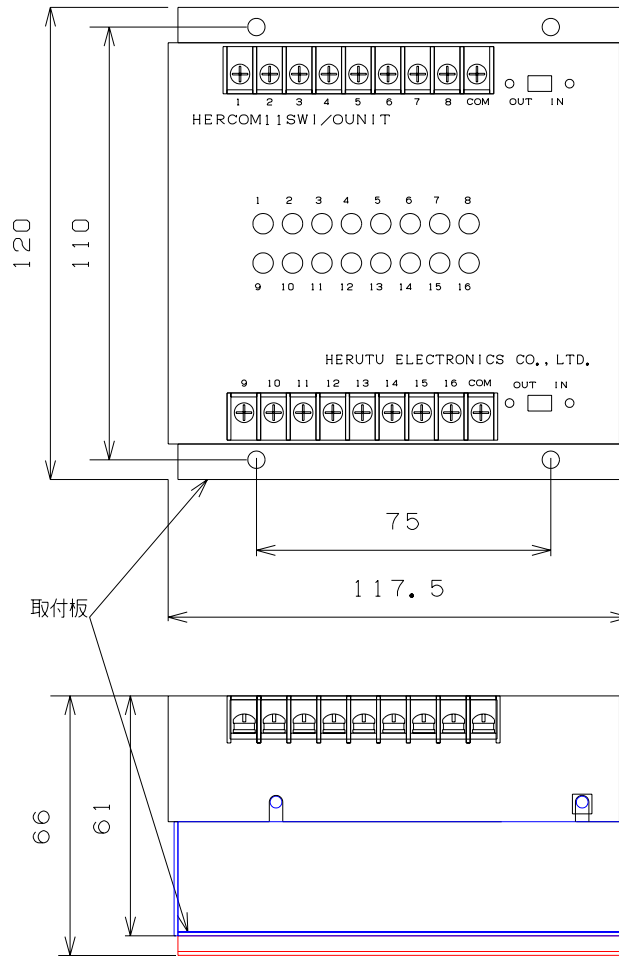 1 2 3 4 5 6 7 8 COM OUT IN
HERCOM11SWI/OUNIT
1 2 3 4 5 6 7 8
9 10 11 12 13 14 15 16
HERUTU ELECTRONICS CO.,LTD.
9 10 11 12 13 14 15 16 COM OUT IN
120
110
75
117.5
取付板
66
61